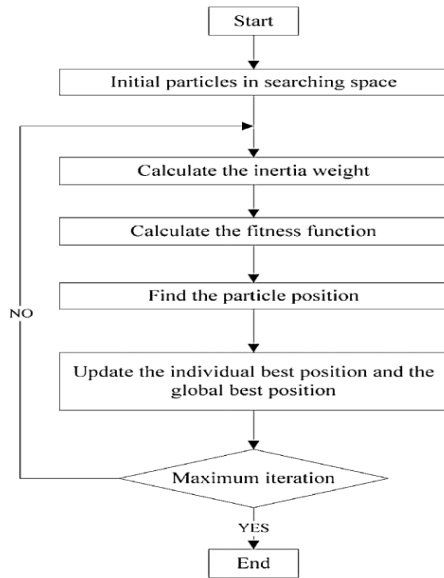 Start
Initial particles in searching space
Calculate the inertia weight
Calculate the fitness function
Find the particle position
NO
Update the individual best position and the
global best position
Maximum iteration
YES
End